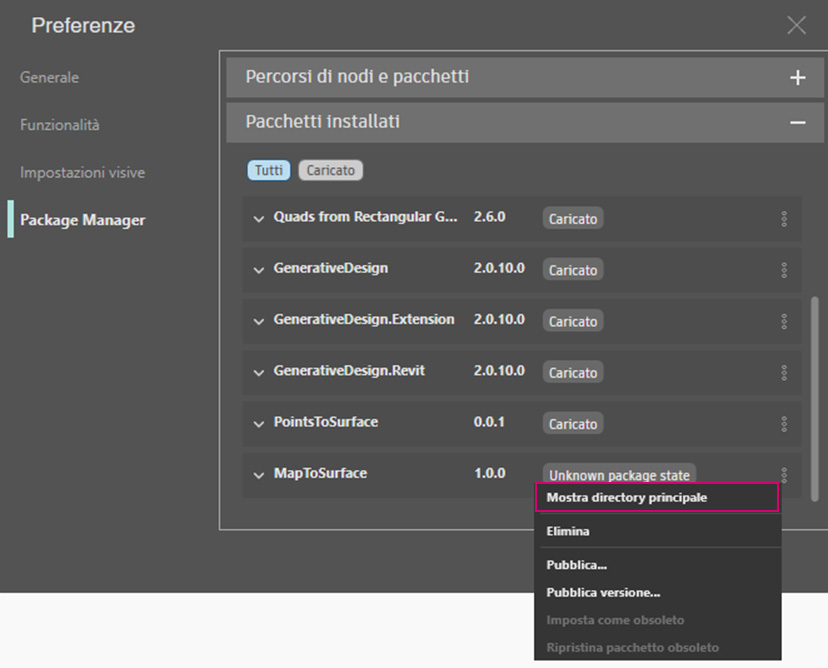 Preferenze
Generale
Funzionalità
Impostazioni visive
Package Manager
Percorsi di nodi e pacchetti
Pacchetti installati
Tutti Caricato
Quads from Rectangular G... 2.6.0 Caricato
GenerativeDesign 2.0.10.0 Caricato
GenerativeDesign.Extension 2.0.10.0 Caricato
GenerativeDesign.Revit 2.0.10.0 Caricato
PointsToSurface 0.0.1 Caricato
MapToSurface 1.0.0 Unknown package state
Mostra directory principale
Elimina
Pubblica...
Pubblica versione...
Imposta come obsoleto
Ripristina pacchetto obsoleto